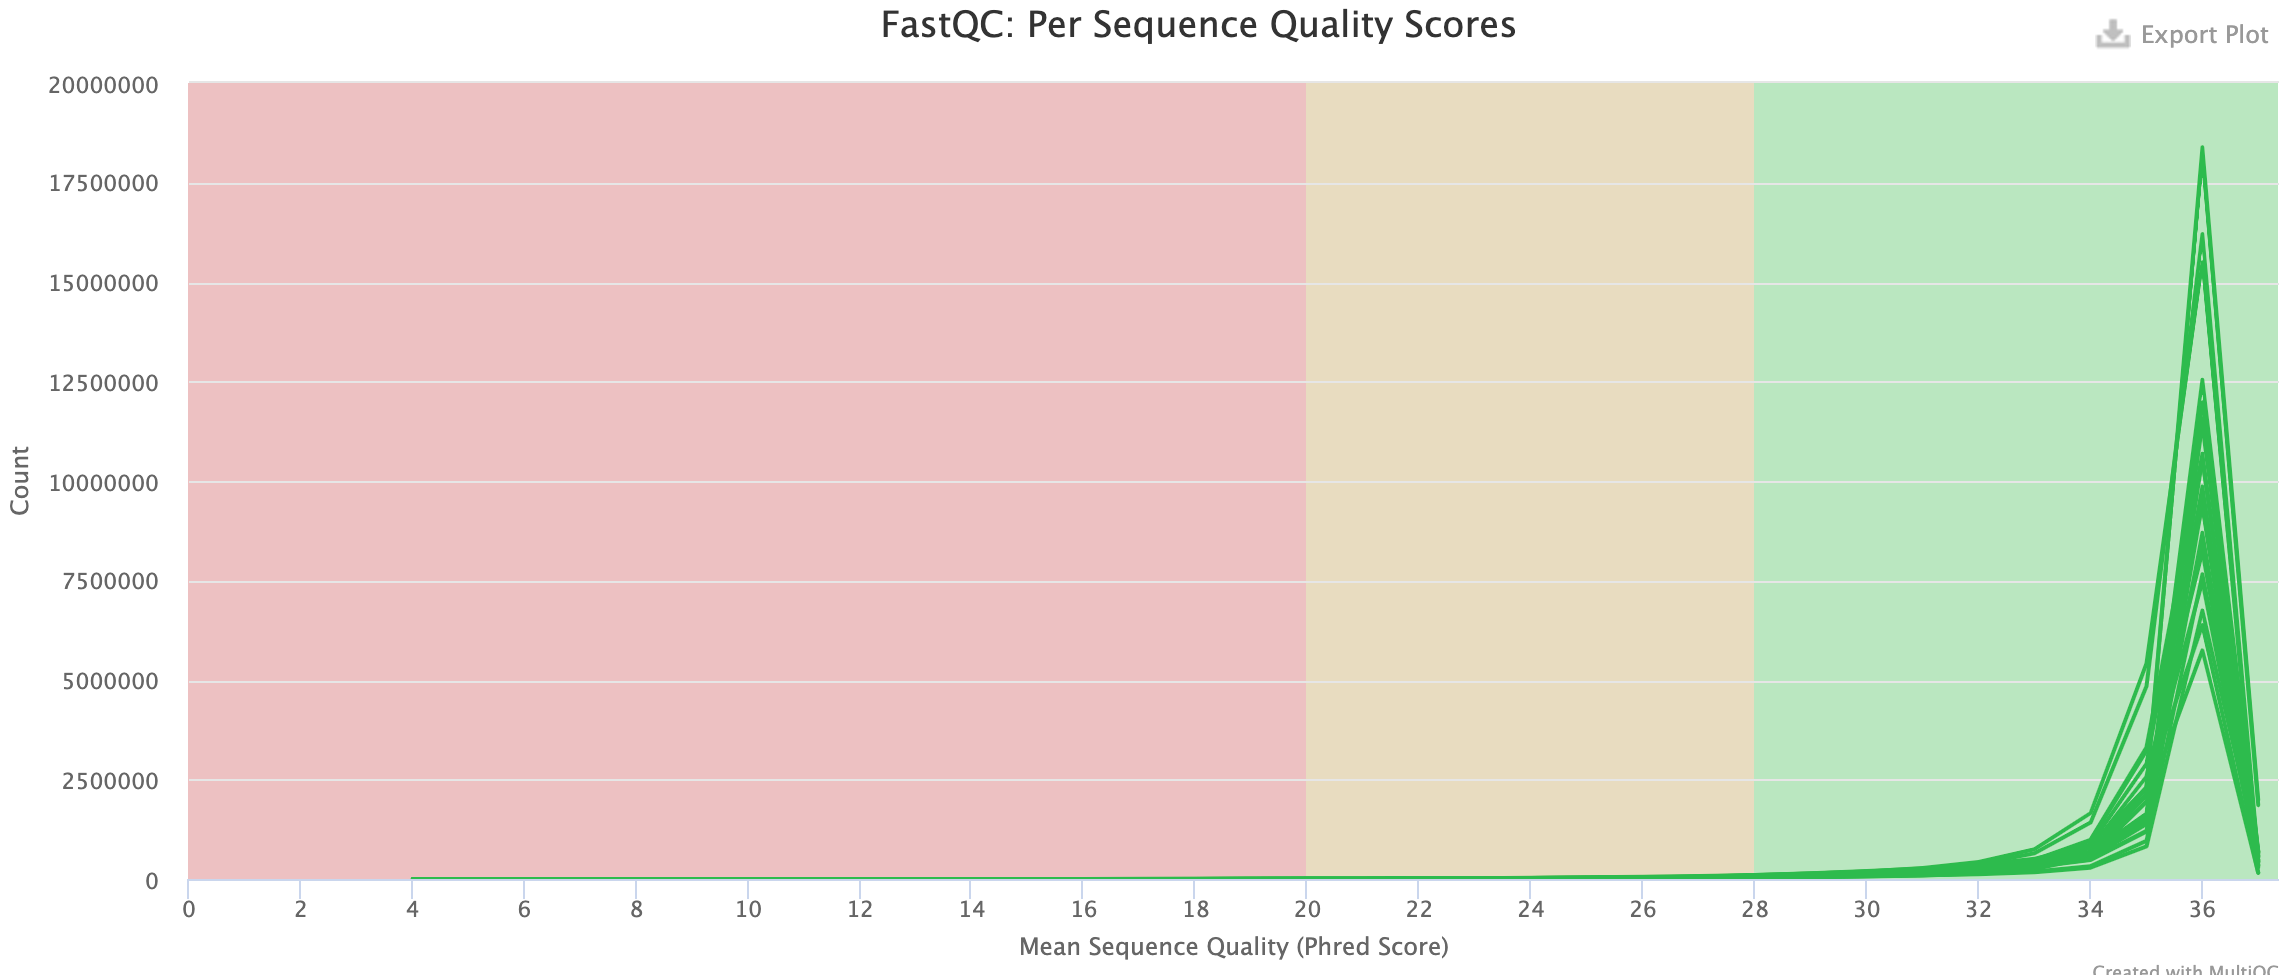 FastQC: Per Sequence Quality Scores
Export Plot
20000000
17500000
15000000
12500000
10000000
7500000
5000000
2500000
0
Count
0 2 4 6 8 10 12 14 16 18 20 22 24 26 28 30 32 34 36
Mean Sequence Quality (Phred Score)
Created with MultiQC